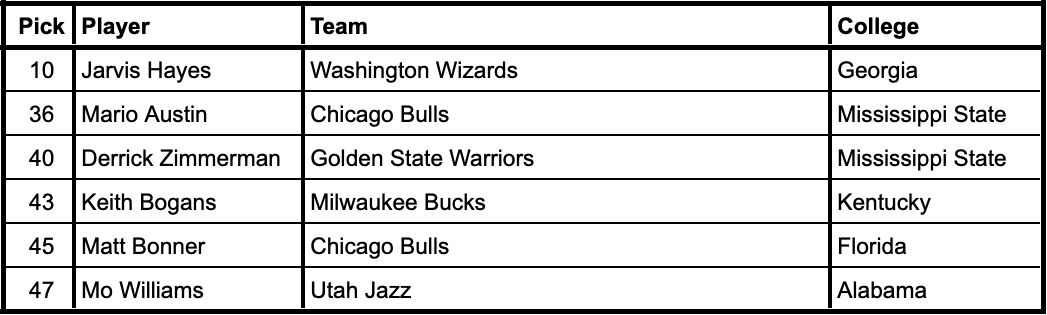 Pick Player Team College
10 Jarvis Hayes Washington Wizards Georgia
36 Mario Austin Chicago Bulls Mississippi State
40 Derrick Zimmerman Golden State Warriors Mississippi State
43 Keith Bogans Milwaukee Bucks Kentucky
45 Matt Bonner Chicago Bulls Florida
47 Mo Williams Utah Jazz Alabama